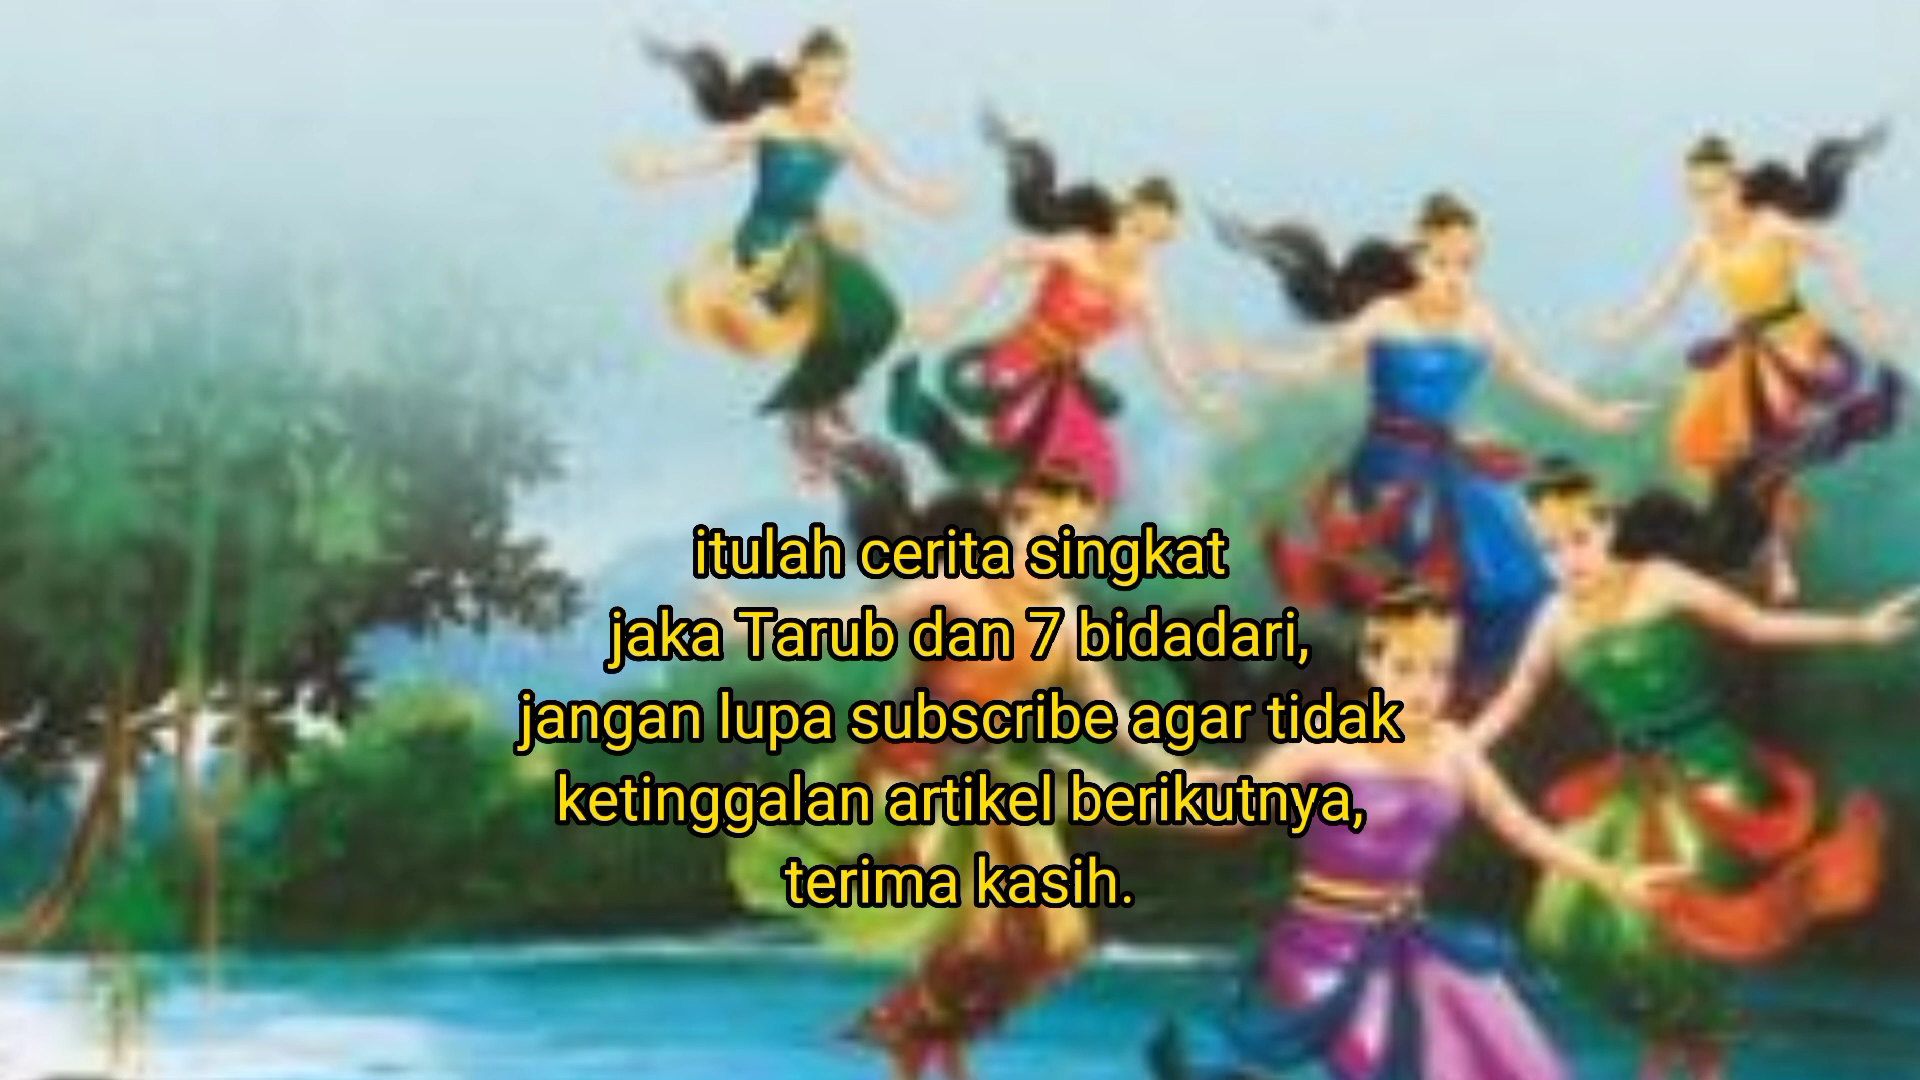 itulah cerita singkat
jaka Tarub dan 7 bidadari,
jangan lupa subscribe agar tidak
ketinggalan artikel berikutnya,
terima kasih.